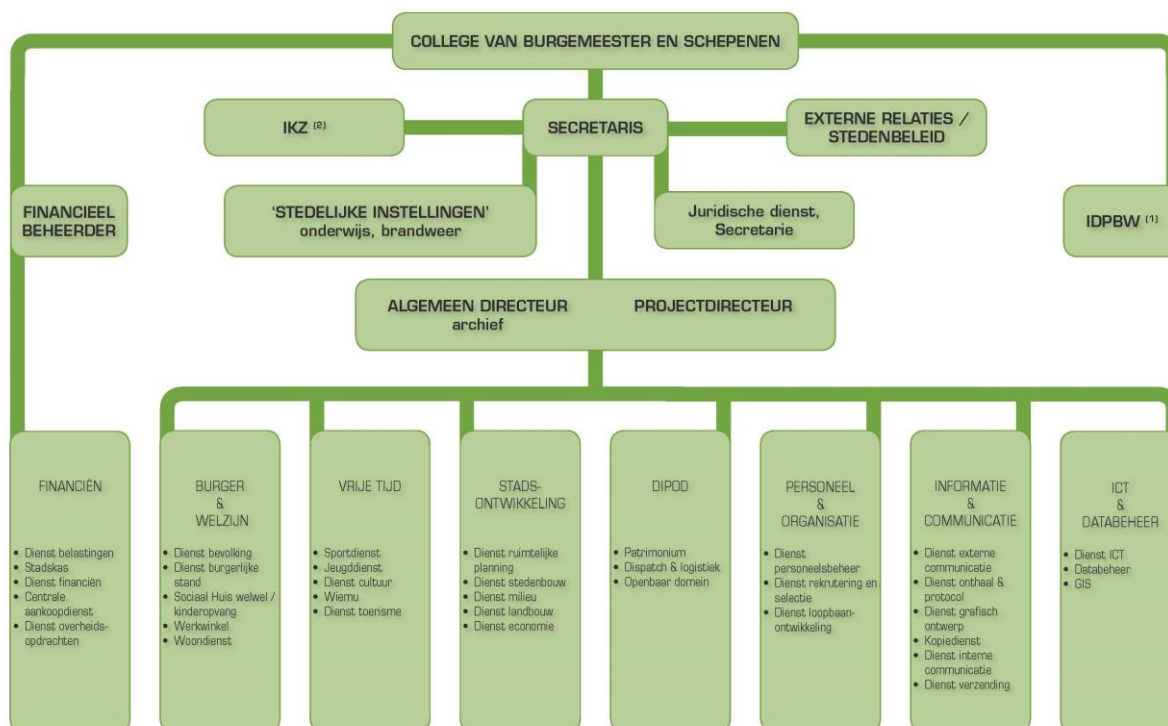 COLLEGE VAN BURGEMEESTER EN SCHEPENEN
IKZ (2)
SECRETARIS
EXTERNE RELATIES /
STEDENBELEID
FINANCIEEL
BEHEERDER
‘STEDELIJKE INSTELLINGEN’
onderwijs, brandweer
Juridische dienst,
Secretarie
IDPBW (1)
ALGEMEEN DIRECTEUR
archief
PROJECTDIRECTEUR
FINANCIËN
• Dienst belastingen
• Stadskas
• Dienst financiën
• Centrale
aankoopdienst
• Dienst overheids-
opdrachten
BURGER
&
WELZIJN
• Dienst bevolking
• Dienst burgerlijke
stand
• Sociaal Huis welwel /
kinderopvang
• Werkwinkel
• Woondienst
VRIJE TIJD
• Sportdienst
• Jeugddienst
• Dienst cultuur
• Wiemu
• Dienst toerisme
STADS-
ONTWIKKELING
• Dienst ruimtelijke
planning
• Dienst stedenbouw
• Dienst milieu
• Dienst landbouw
• Dienst economie
DIPOD
• Patrimonium
• Dispatch & logistiek
• Openbaar domein
PERSONEEL
&
ORGANISATIE
• Dienst
personeelsbeheer
• Dienst rekrutering en
selectie
• Dienst loopbaan-
ontwikkeling
INFORMATIE
&
COMMUNICATIE
• Dienst externe
communicatie
• Dienst onthaal &
protocol
• Dienst grafisch
ontwerp
• Kopiedienst
• Dienst interne
communicatie
• Dienst verzending
ICT
&
DATABEHEER
• Dienst ICT
• Databeheer
• GIS